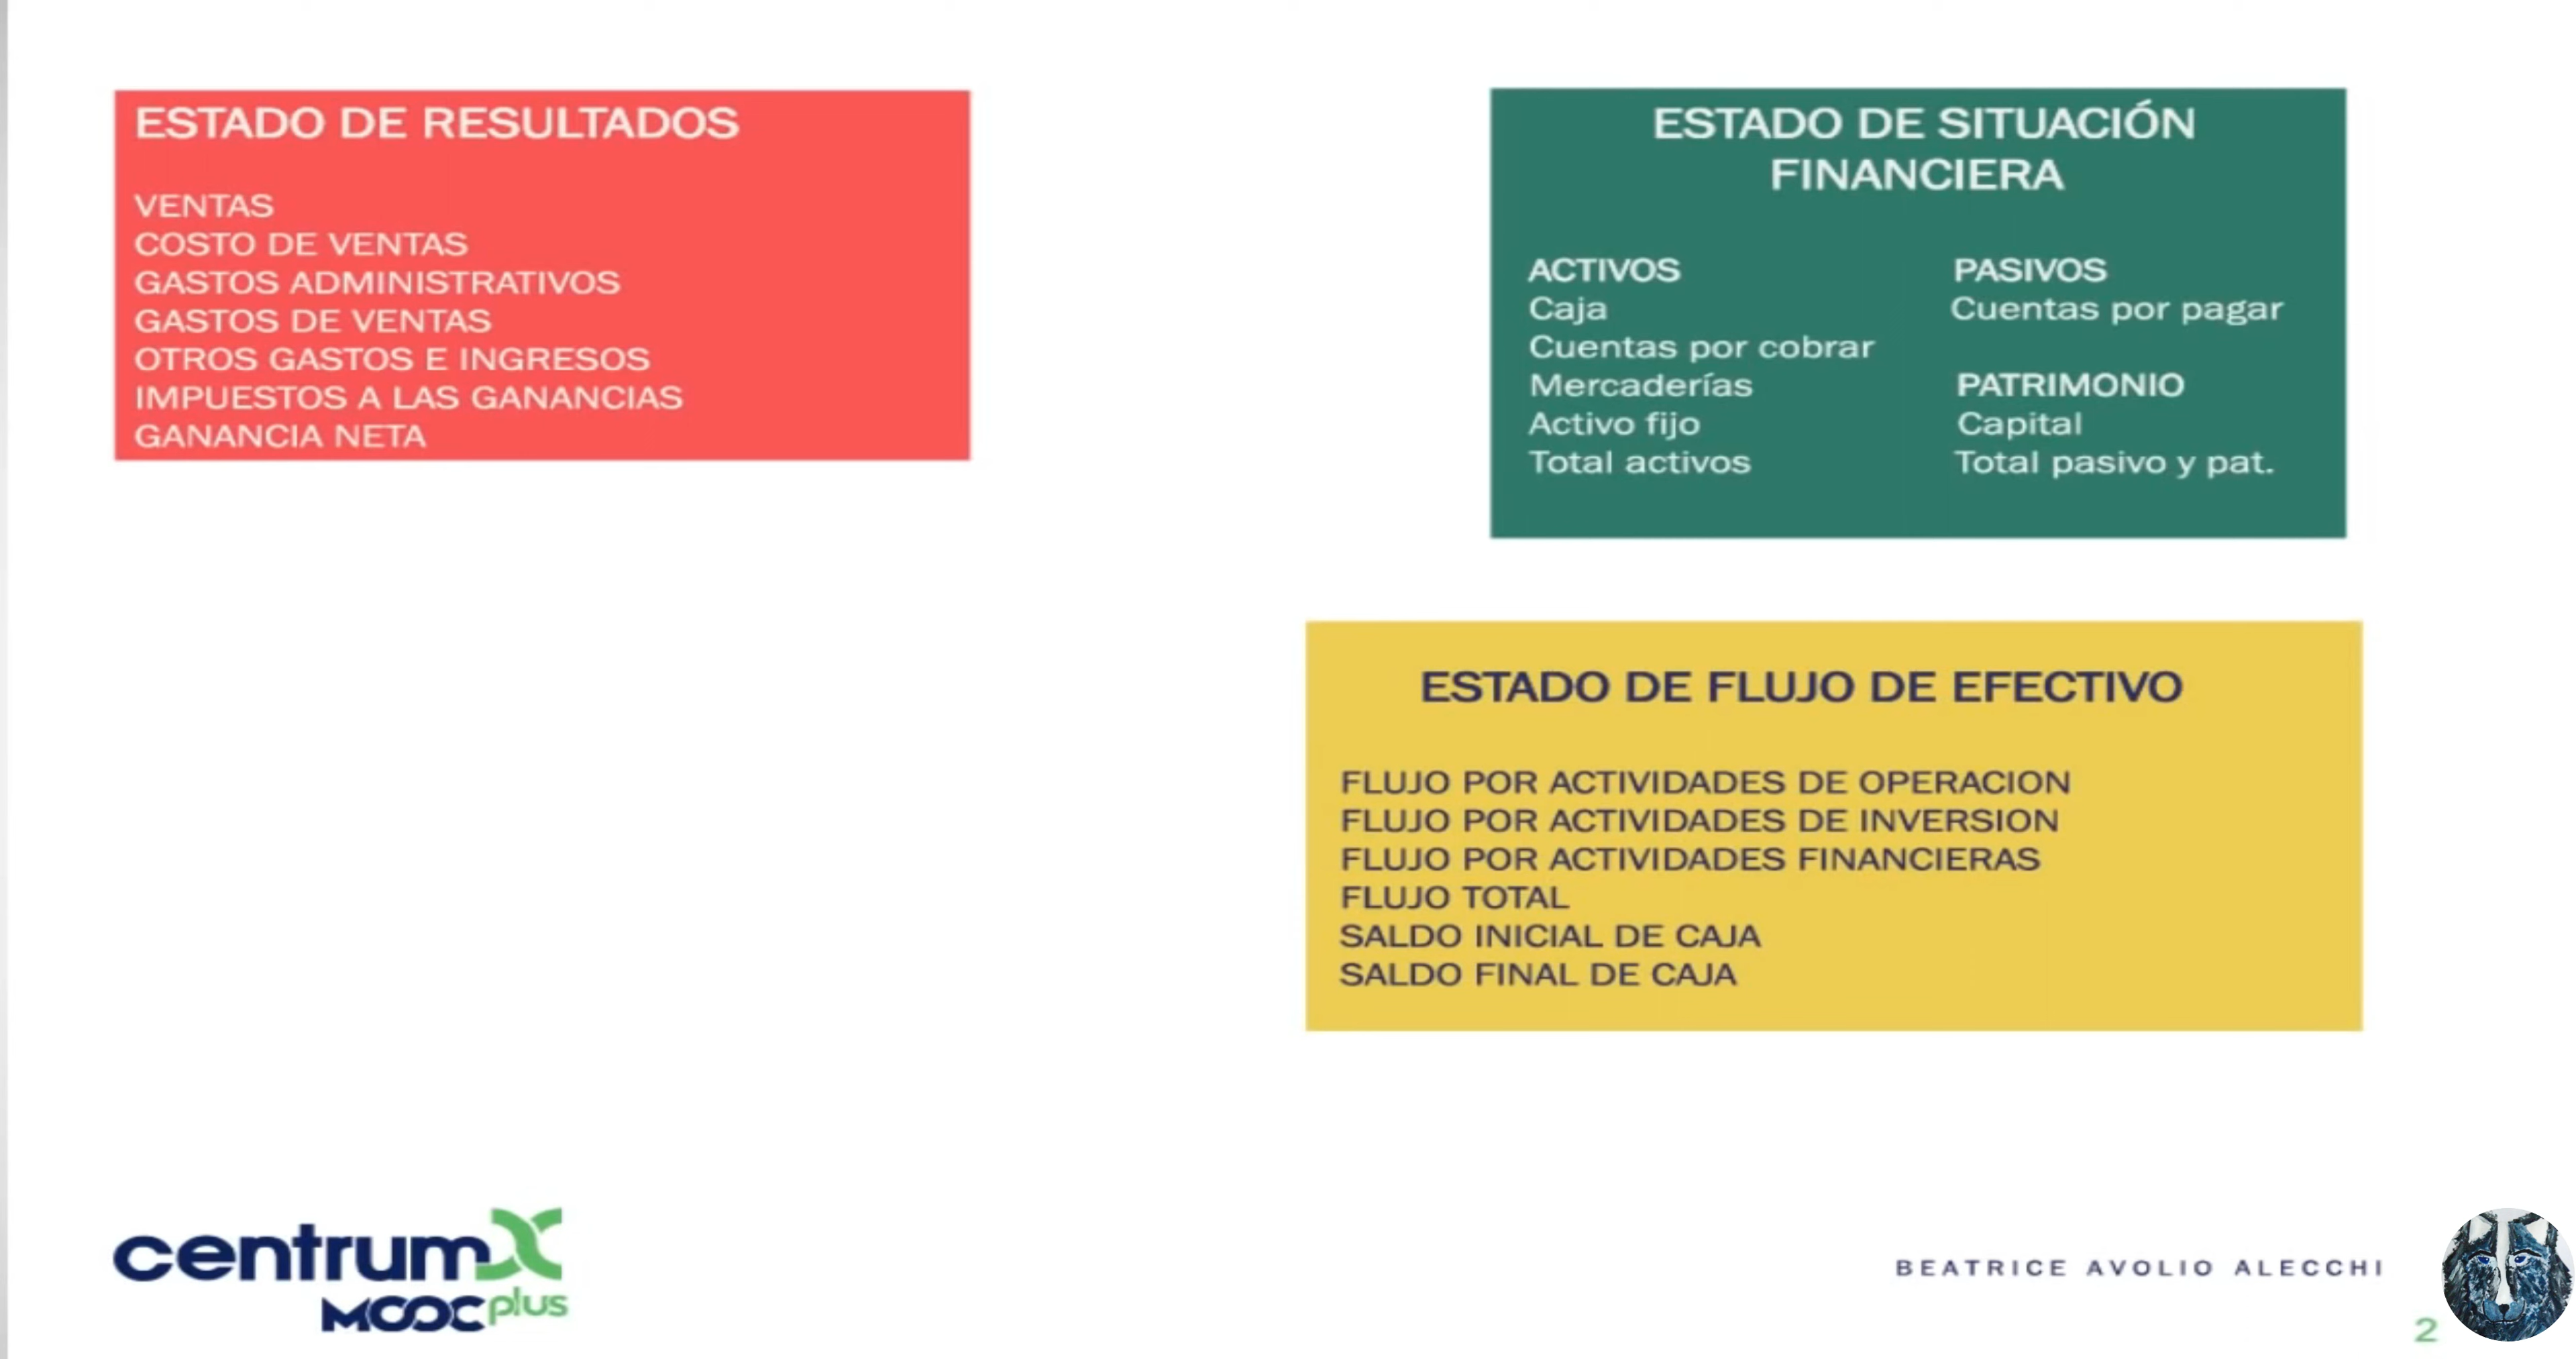 ESTADO DE RESULTADOS
VENTAS
COSTO DE VENTAS
GASTOS ADMINISTRATIVOS
GASTOS DE VENTAS
OTROS GASTOS E INGRESOS
IMPUESTOS A LAS GANANCIAS
GANANCIA NETA
ESTADO DE SITUACIÓN
FINANCIERA
ACTIVOS
Caja
Cuentas por cobrar
Mercaderías
Activo fijo
Total activos
PASIVOS
Cuentas por pagar
PATRIMONIO
Capital
Total pasivo y pat.
ESTADO DE FLUJO DE EFECTIVO
FLUJO POR ACTIVIDADES DE OPERACION
FLUJO POR ACTIVIDADES DE INVERSION
FLUJO POR ACTIVIDADES FINANCIERAS
FLUJO TOTAL
SALDO INICIAL DE CAJA
SALDO FINAL DE CAJA
centrumX
MOOC plus
BEATRICE AVOLIO ALECCHI
2